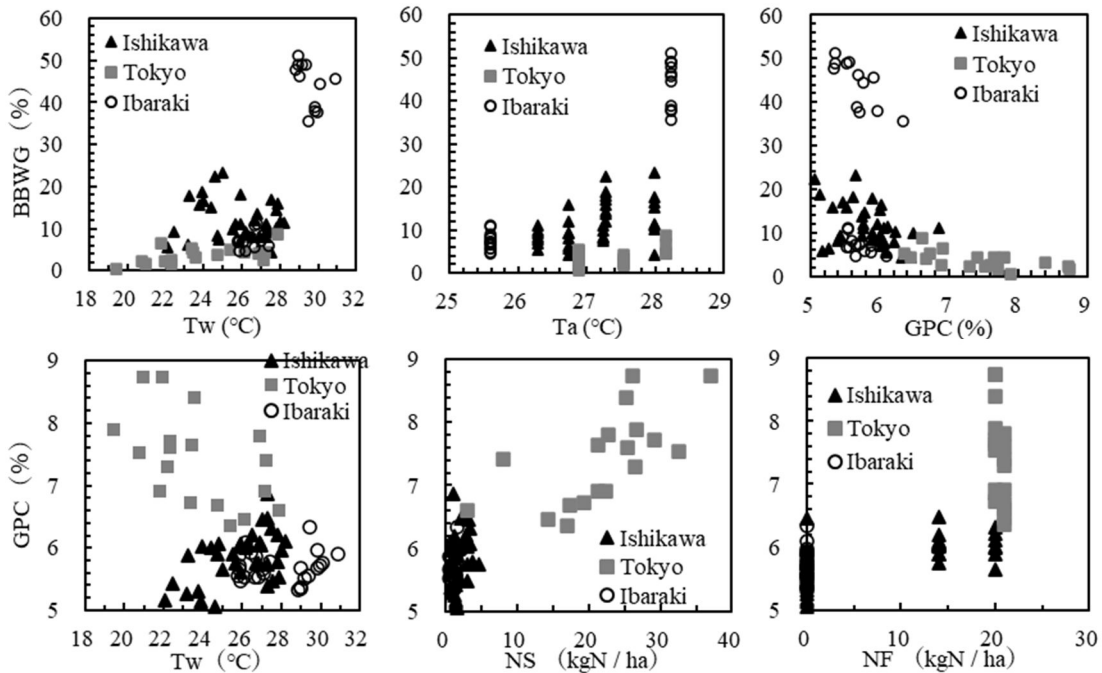 60
50
40
30
20
10
0
BBWG (%)
Ishikawa
Tokyo
Ibaraki
18 20 22 24 26 28 30 32
Tw (℃)
60
50
40
30
20
10
0
Ishikawa
Tokyo
Ibaraki
25 26 27 28 29
Ta (℃)
60
50
40
30
20
10
0
Ishikawa
Tokyo
Ibaraki
5 6 7 8 9
GPC (%)
9
8
7
6
5
GPC (%)
Ishikawa
Tokyo
Ibaraki
18 20 22 24 26 28 30 32
Tw (℃)
9
8
7
6
5
Ishikawa
Tokyo
Ibaraki
0 10 20 30 40
NS (kgN / ha)
9
8
7
6
5
Ishikawa
Tokyo
Ibaraki
0 10 20 30
NF (kgN / ha)